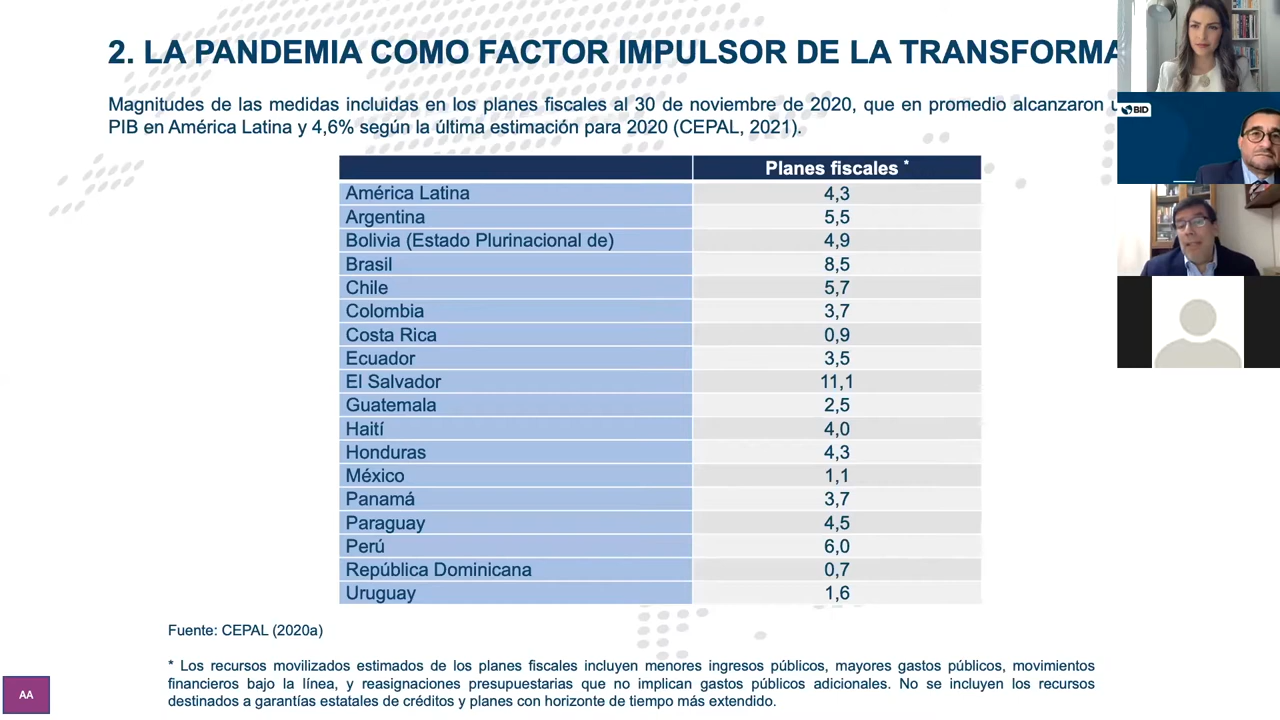 2. LA PANDEMIA COMO FACTOR IMPULSOR DE LA TRANSFORMA
Magnitudes de las medidas incluidas en los planes fiscales al 30 de noviembre de 2020, que en promedio alcanzaron
PIB en América Latina y 4,6% según la última estimación para 2020 (CEPAL, 2021).
BID
Planes fiscales *
América Latina 4,3
Argentina 5,5
Bolivia (Estado Plurinacional de) 4,9
Brasil 8,5
Chile 5,7
Colombia 3,7
Costa Rica 0,9
Ecuador 3,5
El Salvador 11,1
Guatemala 2,5
Haití 4,0
Honduras 4,3
México 1,1
Panamá 3,7
Paraguay 4,5
Perú 6,0
República Dominicana 0,7
Uruguay 1,6
Fuente: CEPAL (2020a)
* Los recursos movilizados estimados de los planes fiscales incluyen menores ingresos públicos, mayores gastos públicos, movimientos
financieros bajo la línea, y reasignaciones presupuestarias que no implican gastos públicos adicionales. No se incluyen los recursos
destinados a garantías estatales de créditos y planes con horizonte de tiempo más extendido.
AA